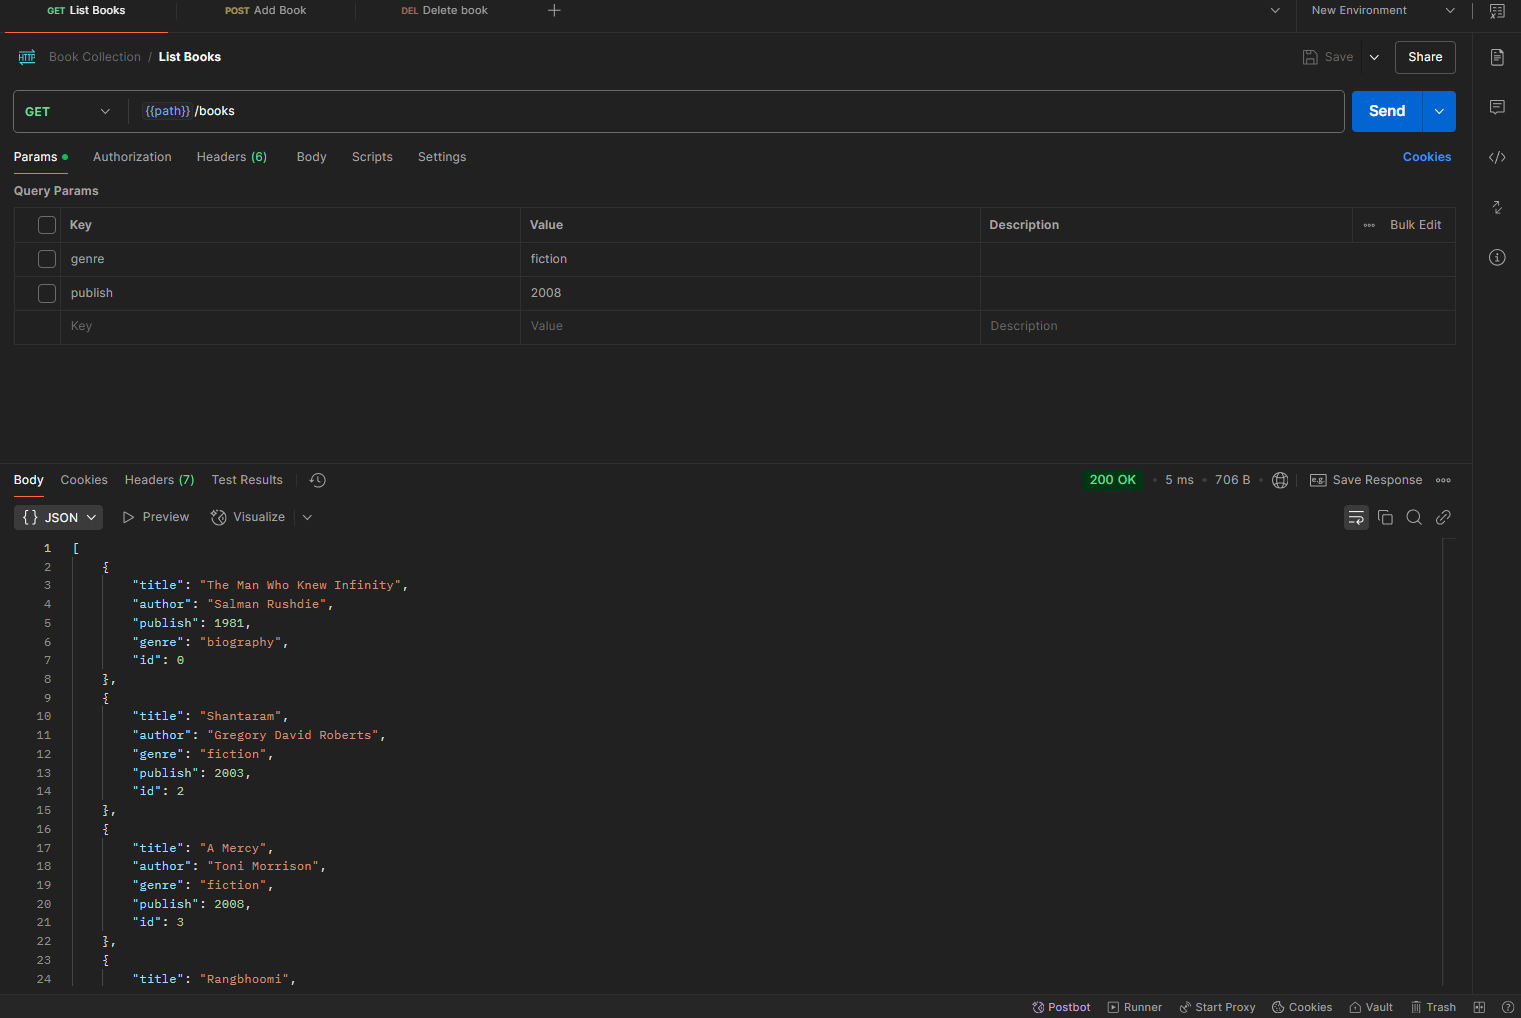 GET List Books POST Add Book DEL Delete book New Environment
HTTP Book Collection / List Books Save Share
GET {{path}} /books Send
Params Authorization Headers (6) Body Scripts Settings Cookies
Query Params
Key Value Description Bulk Edit
genre fiction
publish 2008
Key Value Description
Body Cookies Headers (7) Test Results 200 OK 5 ms 706 B e.g. Save Response
{} JSON Preview Visualize
1 [
2 {
3 "title": "The Man Who Knew Infinity",
4 "author": "Salman Rushdie",
5 "publish": 1981,
6 "genre": "biography",
7 "id": 0
8 },
9 {
10 "title": "Shantaram",
11 "author": "Gregory David Roberts",
12 "genre": "fiction",
13 "publish": 2003,
14 "id": 2
15 },
16 {
17 "title": "A Mercy",
18 "author": "Toni Morrison",
19 "genre": "fiction",
20 "publish": 2008,
21 "id": 3
22 },
23 {
24 "title": "Rangbhoomi",
Postbot Runner Start Proxy Cookies Vault Trash